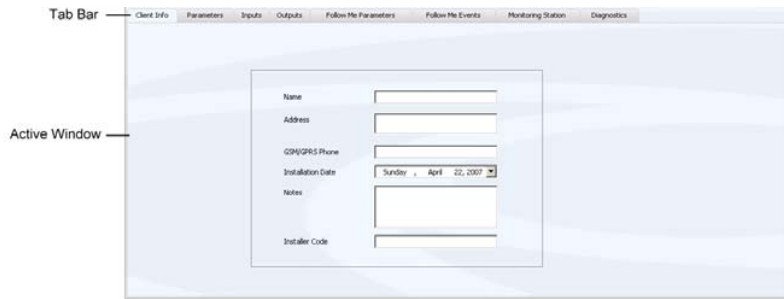 Tab Bar
Client Info Parameters Inputs Outputs Follow Me Parameters Follow Me Events Monitoring Station Diagnostics
Name
Address
Active Window
GSM/GPRS Phone
Installation Date Sunday , April 22, 2007
Notes
Installer Code